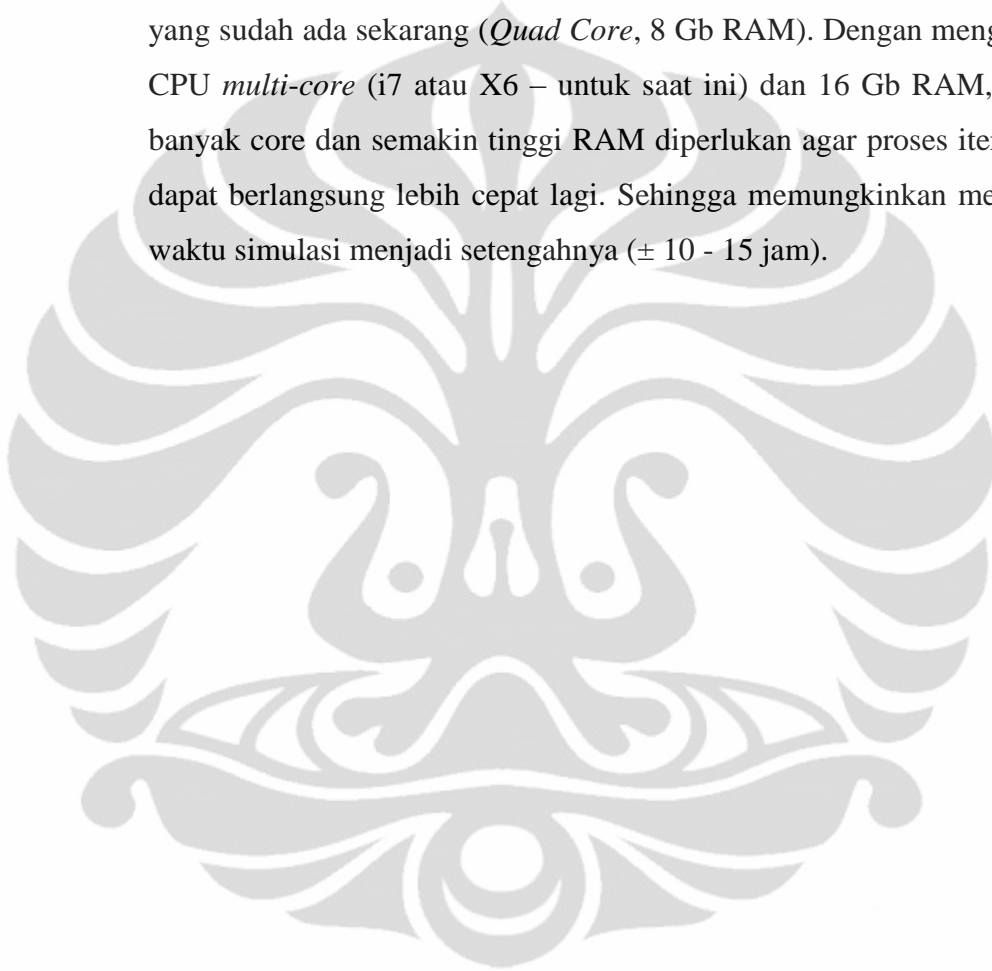 yang sudah ada sekarang (Quad Core, 8 Gb RAM). Dengan meng
CPU multi-core (i7 atau X6 – untuk saat ini) dan 16 Gb RAM,
banyak core dan semakin tinggi RAM diperlukan agar proses iter
dapat berlangsung lebih cepat lagi. Sehingga memungkinkan me
waktu simulasi menjadi setengahnya (± 10 - 15 jam).